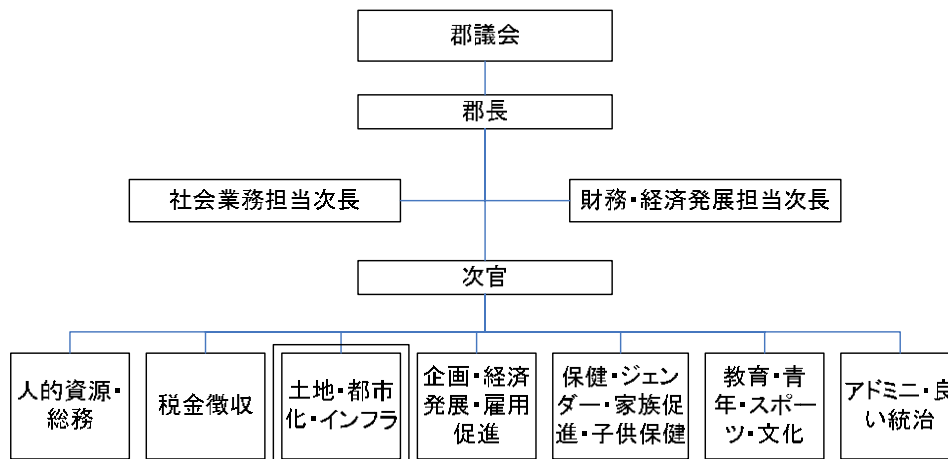 郡議会
郡長
社会業務担当次長
財務・経済発展担当次長
次官
人的資源・
総務
税金徴収
土地・都市
化・インフラ
企画・経済
発展・雇用
促進
保健・ジェン
ダー・家族促
進・子供保健
教育・青
年・スポー
ツ・文化
アドミニ・良
い統治